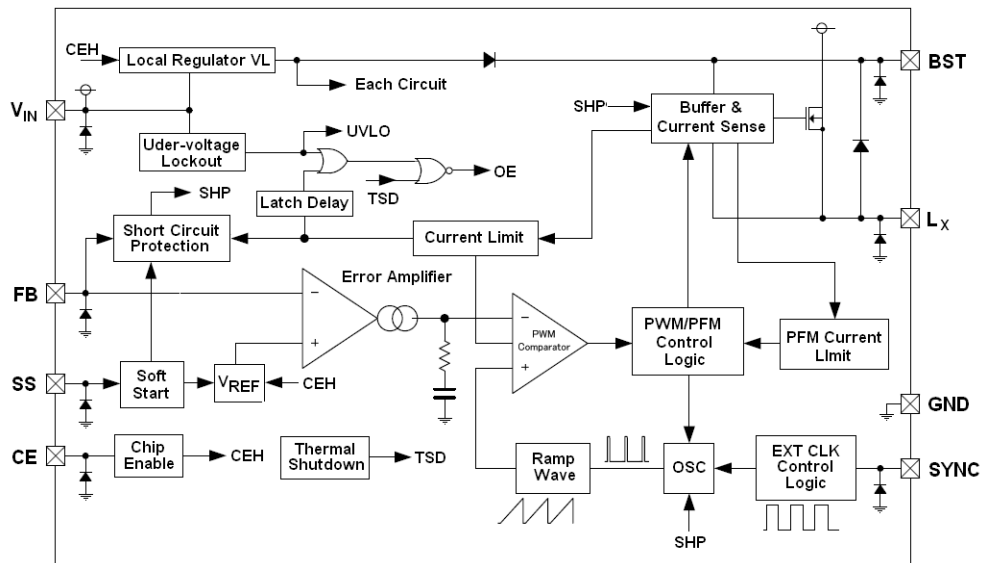 CEH
Local Regulator VL
BST
Each Circuit
VIN
SHP
Buffer &
Current Sense
Uder-voltage
Lockout
UVLO
OE
TSD
Latch Delay
SHP
Short Circuit
Protection
Current Limit
LX
Error Amplifier
FB
−
+
−
PWM
Comparator
+
PWM/PFM
Control
Logic
PFM Current
LImit
SS
Soft
Start
VREF
CEH
GND
CE
Chip
Enable
CEH
Thermal
Shutdown
TSD
Ramp
Wave
OSC
EXT CLK
Control
Logic
SYNC
SHP